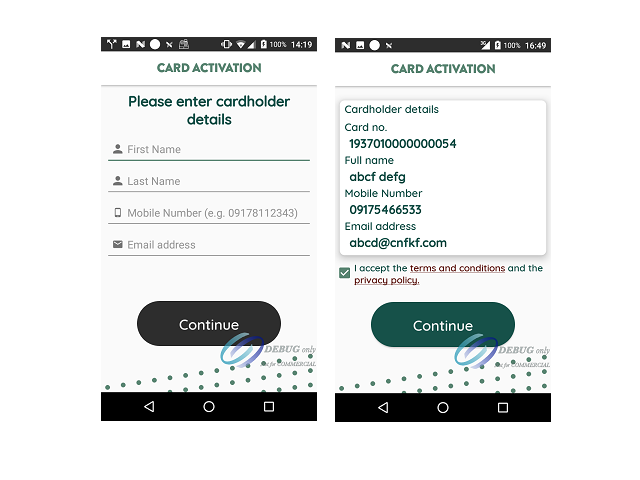 100% 14:19
CARD ACTIVATION
Please enter cardholder
details
First Name
Last Name
Mobile Number (e.g. 09178112343)
Email address
Continue
DEBUG only
Not for COMMERCIAL
3G 100% 16:49
CARD ACTIVATION
Cardholder details
Card no.
1937010000000054
Full name
abcf defg
Mobile Number
09175466533
Email address
abcd@cnfkf.com
I accept the terms and conditions and the
privacy policy.
Continue
DEBUG only
Not for COMMERCIAL